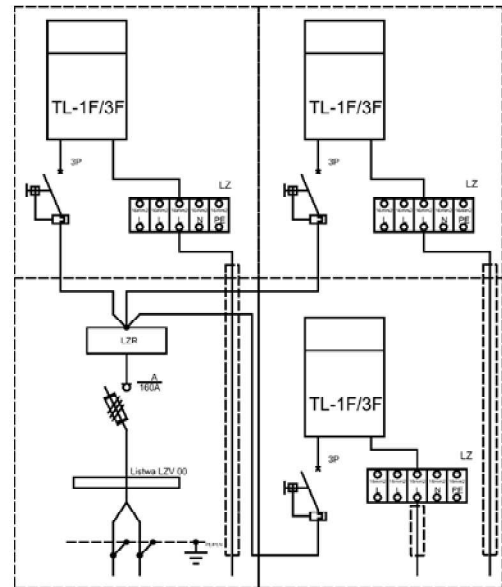 TL-1F/3F
3P
LZ
L L L N PE
TL-1F/3F
3P
LZ
L L L N PE
LZR
A
160A
Listwa LZV 00
TL-1F/3F
3P
LZ
L L L N PE